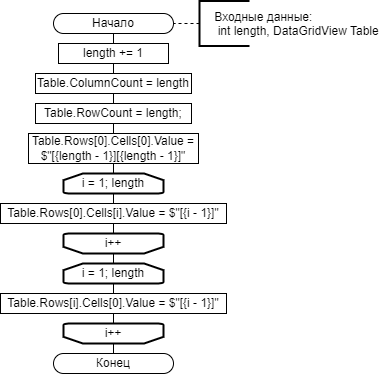 Начало
Входные данные:
int length, DataGridView Table
length += 1
Table.ColumnCount = length
Table.RowCount = length;
Table.Rows[0].Cells[0].Value =
$"[{length - 1}][{length - 1}]"
i = 1; length
Table.Rows[0].Cells[i].Value = $"[{i - 1}]"
i++
i = 1; length
Table.Rows[i].Cells[0].Value = $"[{i - 1}]"
i++
Конец